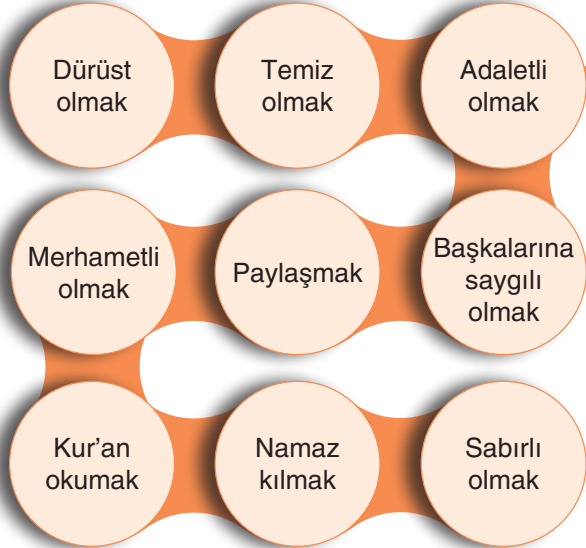 Dürüst
olmak
Temiz
olmak
Adaletli
olmak
Merhametli
olmak
Paylaşmak
Başkalarına
saygılı
olmak
Kur'an
okumak
Namaz
kılmak
Sabırlı
olmak